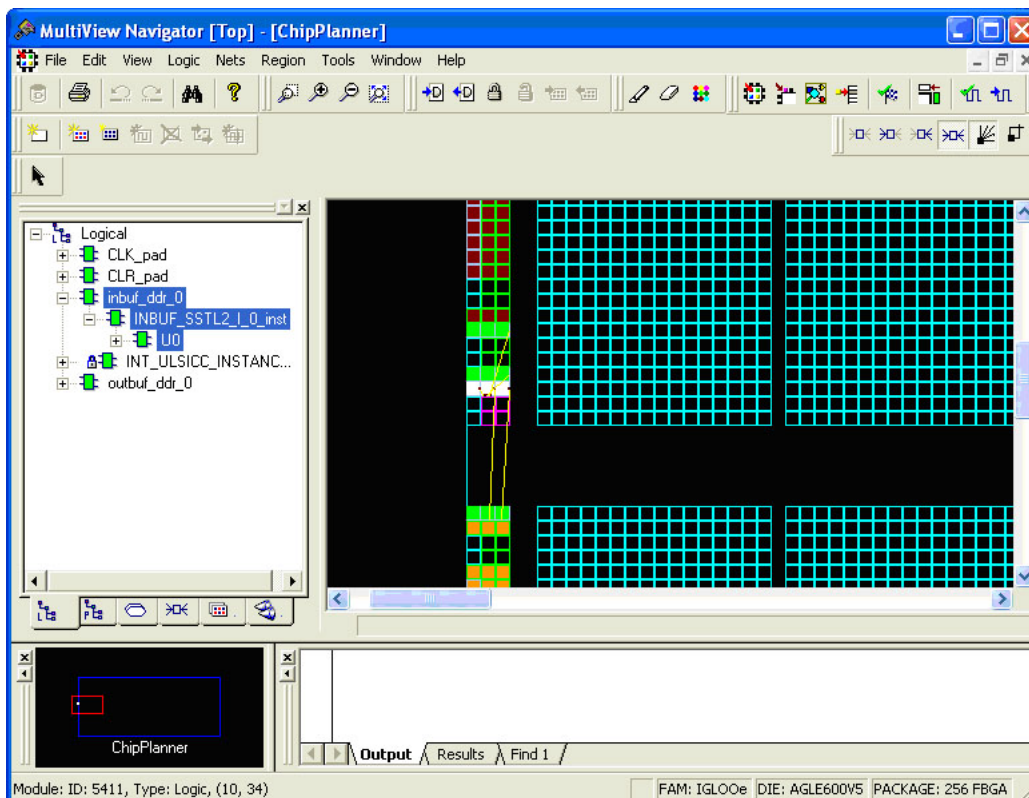 MultiView Navigator [Top] - [ChipPlanner]
File Edit View Logic Nets Region Tools Window Help
Logical
CLK_pad
CLR_pad
inbuf_ddr_0
INBUF_SSTL2_I_0_inst
U0
INT_ULSICC_INSTANC...
outbuf_ddr_0
ChipPlanner
Output Results Find 1
Module: ID: 5411, Type: Logic, (10, 34) FAM: IGLOOe DIE: AGLE600V5 PACKAGE: 256 FBGA